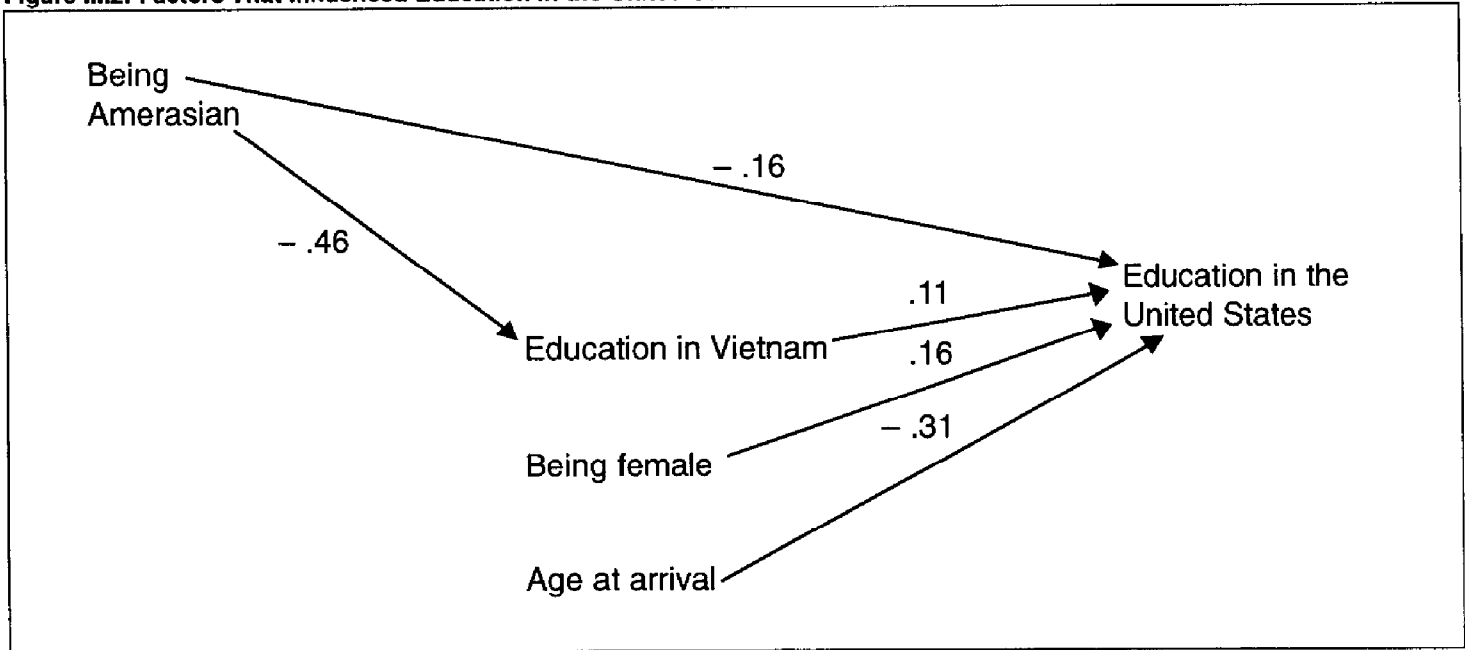 Being
Amerasian
– .16
– .46
Education in the
United States
.11
Education in Vietnam
.16
– .31
Being female
Age at arrival